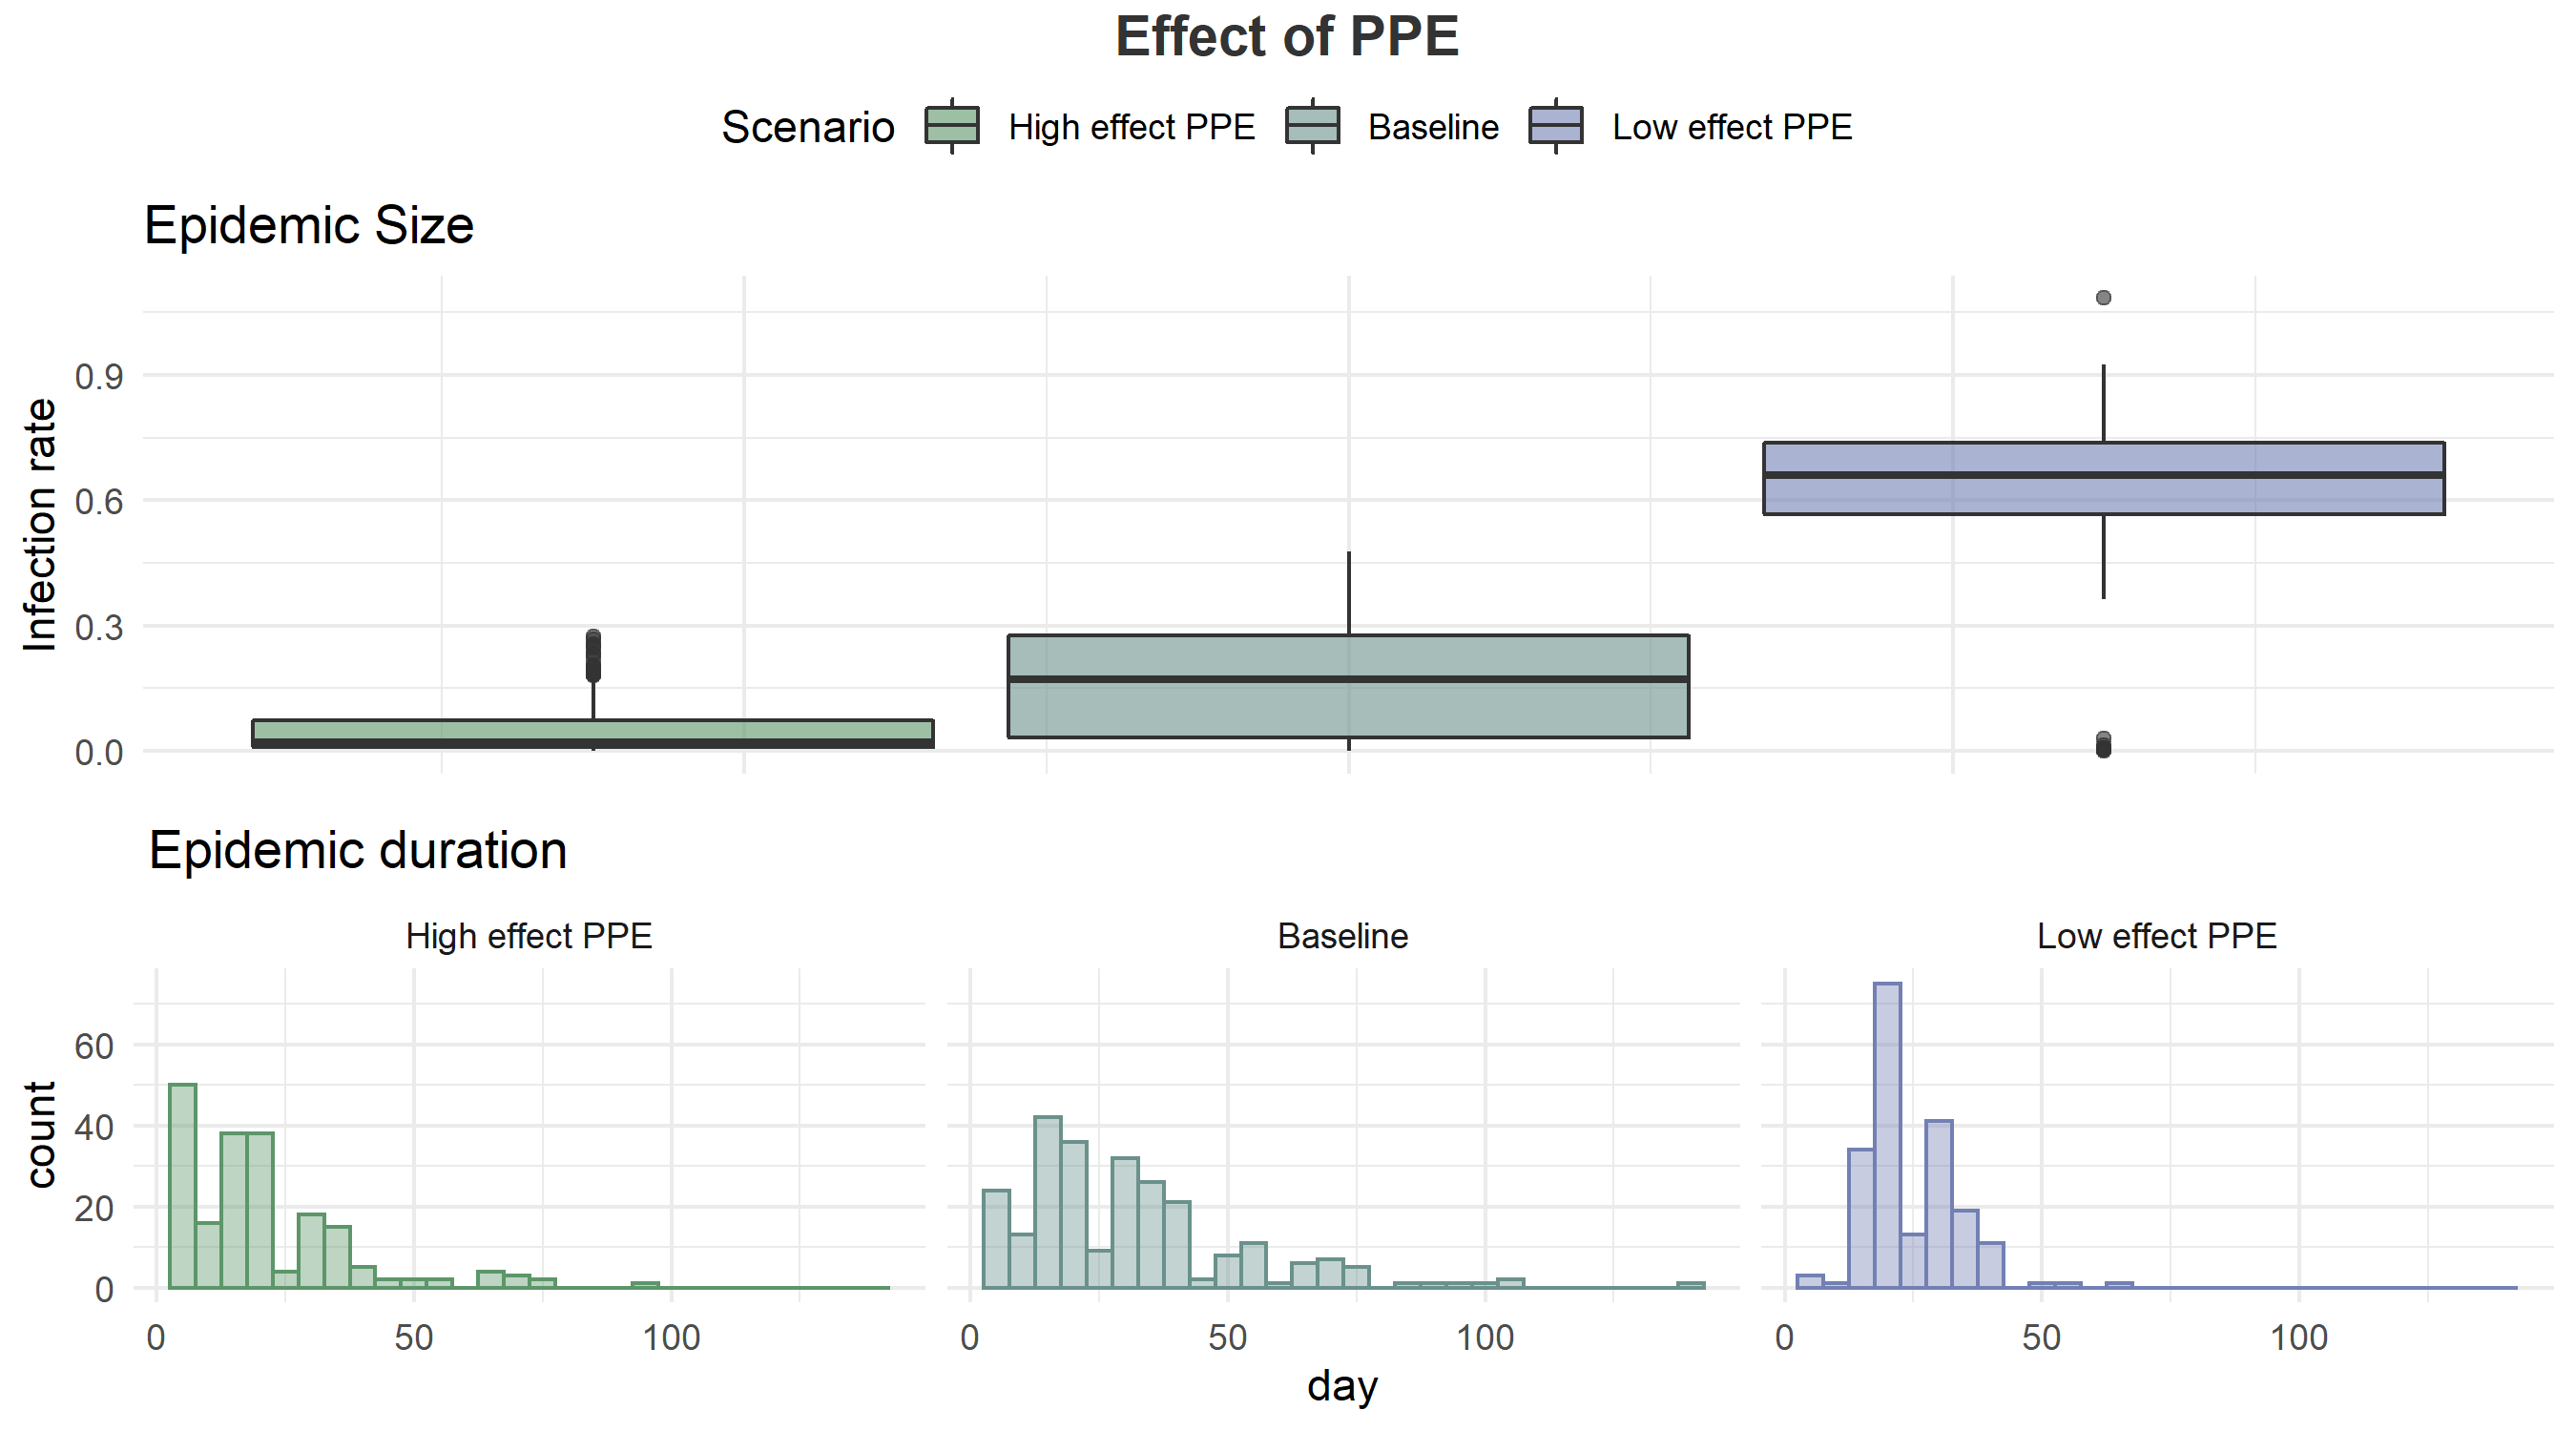 Effect of PPE
Scenario High effect PPE Baseline Low effect PPE
Epidemic Size
Infection rate
0.9
0.6
0.3
0.0
Epidemic duration
High effect PPE Baseline Low effect PPE
count
60
40
20
0
0 50 100 0 50 100 0 50 100
day